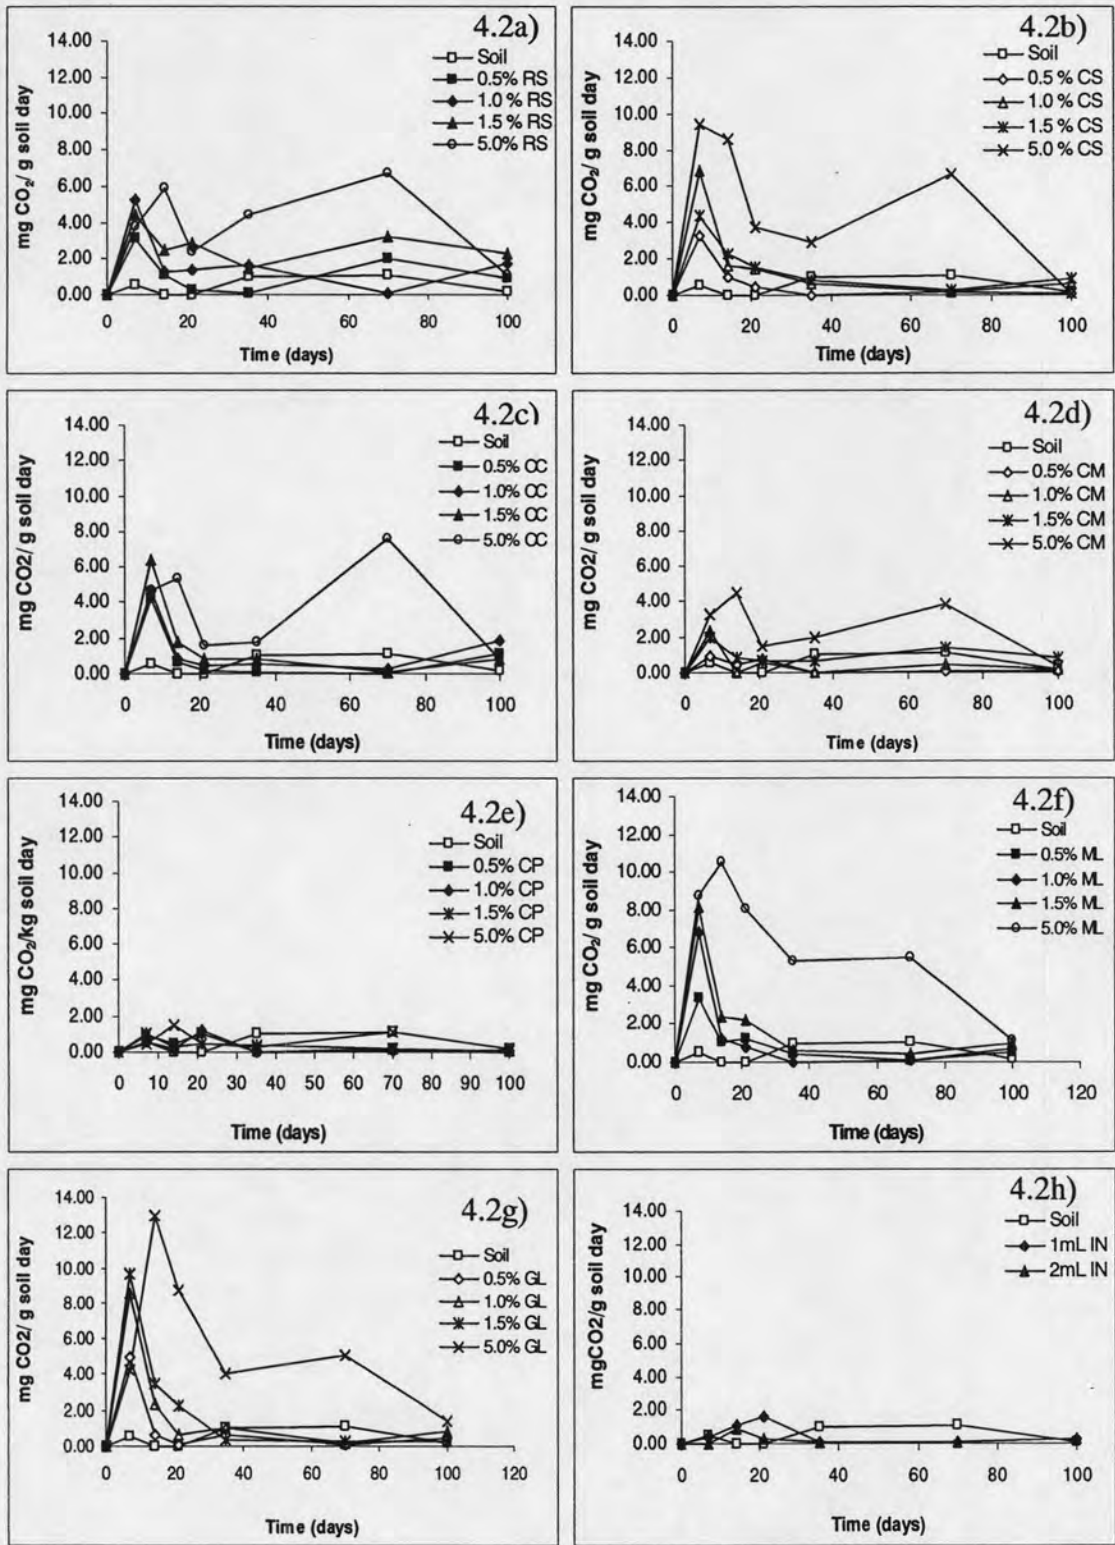 4.2a)
14.00
12.00
10.00
8.00
6.00
4.00
2.00
0.00
mg CO₂/ g soil day
Soil
0.5% RS
1.0 % RS
1.5% RS
5.0% RS
0 20 40 60 80 100
Time (days)
4.2b)
14.00
12.00
10.00
8.00
6.00
4.00
2.00
0.00
mg CO₂/ g soil day
Soil
0.5 % CS
1.0 % CS
1.5 % CS
5.0 % CS
0 20 40 60 80 100
Time (days)
4.2c)
14.00
12.00
10.00
8.00
6.00
4.00
2.00
0.00
mg CO2/ g soil day
Soil
0.5% CC
1.0% CC
1.5% CC
5.0% CC
0 20 40 60 80 100
Time (days)
4.2d)
14.00
12.00
10.00
8.00
6.00
4.00
2.00
0.00
mg CO2/ g soil day
Soil
0.5% CM
1.0% CM
1.5% CM
5.0% CM
0 20 40 60 80 100
Time (days)
4.2e)
14.00
12.00
10.00
8.00
6.00
4.00
2.00
0.00
mg CO₂/kg soil day
Soil
0.5% CP
1.0% CP
1.5% CP
5.0% CP
0 10 20 30 40 50 60 70 80 90 100
Time (days)
4.2f)
14.00
12.00
10.00
8.00
6.00
4.00
2.00
0.00
mg CO₂/ g soil day
Soil
0.5% ML
1.0% ML
1.5% ML
5.0% ML
0 20 40 60 80 100 120
Time (days)
4.2g)
14.00
12.00
10.00
8.00
6.00
4.00
2.00
0.00
mg CO2/ g soil day
Soil
0.5% GL
1.0% GL
1.5% GL
5.0% GL
0 20 40 60 80 100 120
Time (days)
4.2h)
14.00
12.00
10.00
8.00
6.00
4.00
2.00
0.00
mgCO2/g soil day
Soil
1mL IN
2mL IN
0 20 40 60 80 100
Time (days)